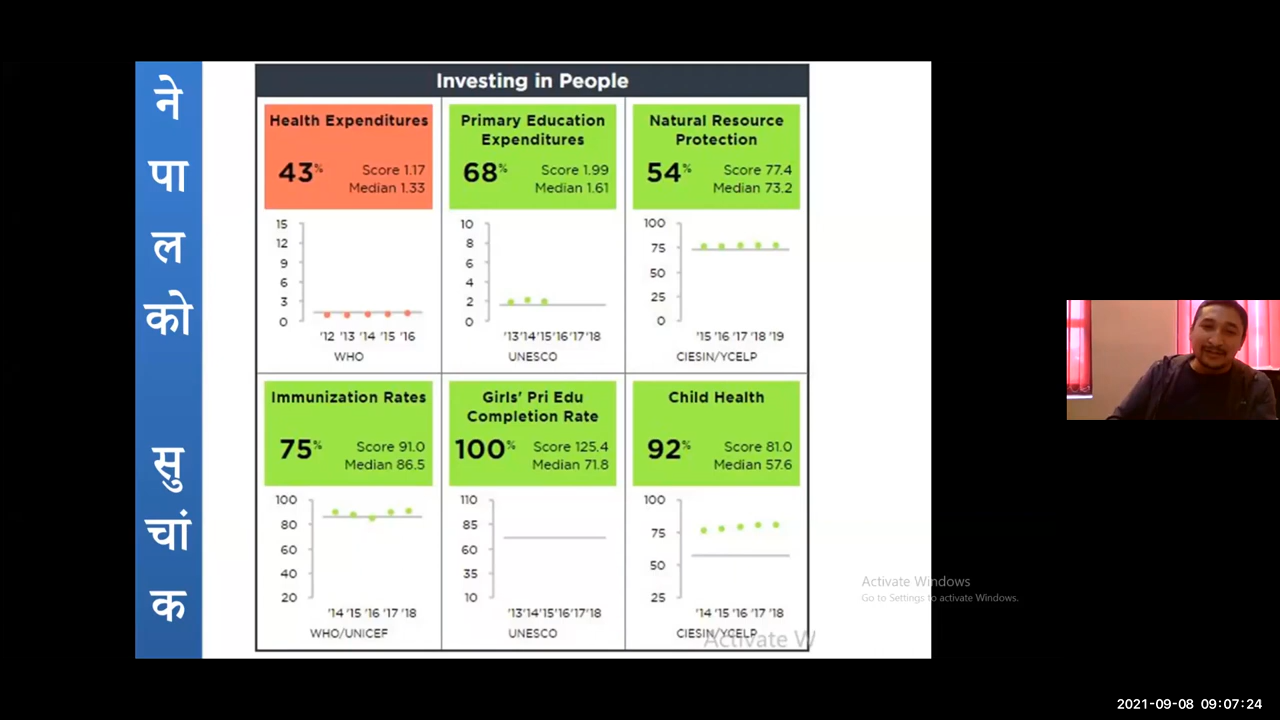 नेपालको सुचांक
Investing in People
Health Expenditures
43%
Score 1.17
Median 1.33
15
12
9
6
3
0
'12 '13 '14 '15 '16
WHO
Primary Education
Expenditures
68%
Score 1.99
Median 1.61
10
8
6
4
2
0
'13 '14 '15 '16 '17 '18
UNESCO
Natural Resource
Protection
54%
Score 77.4
Median 73.2
100
75
50
25
0
'15 '16 '17 '18 '19
CIESIN/YCELP
Immunization Rates
75%
Score 91.0
Median 86.5
100
80
60
40
20
'14 '15 '16 '17 '18
WHO/UNICEF
Girls' Pri Edu
Completion Rate
100%
Score 125.4
Median 71.8
110
85
60
35
10
'13 '14 '15 '16 '17 '18
UNESCO
Child Health
92%
Score 81.0
Median 57.6
100
75
50
25
'14 '15 '16 '17 '18
CIESIN/YCELP
Activate W
Activate Windows
Go to Settings to activate Windows.
2021-09-08 09:07:24